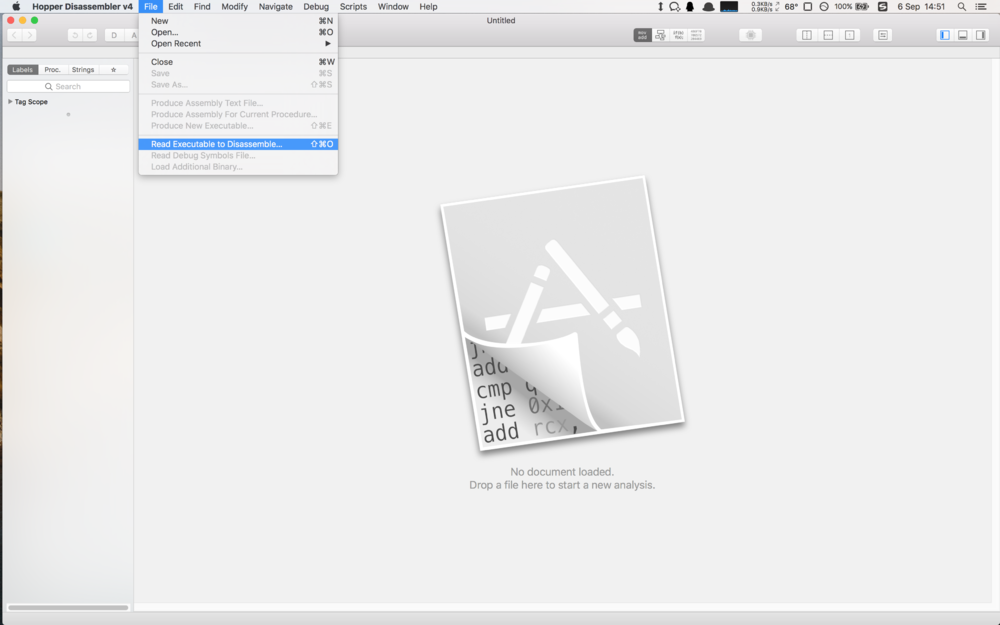 Hopper Disassembler v4 File Edit Find Modify Navigate Debug Scripts Window Help 0.3KB/s 0.9KB/s 68° 100% 6 Sep 14:51
Untitled
D A
Labels Proc. Strings
Search
Tag Scope
New ⌘N
Open... ⌘O
Open Recent ▶
Close ⌘W
Save ⌘S
Save As... ⇧⌘S
Produce Assembly Text File...
Produce Assembly For Current Procedure...
Produce New Executable... ⇧⌘E
Read Executable to Disassemble... ⇧⌘O
Read Debug Symbols File...
Load Additional Binary...
add
cmp
jne
add rcx,
No document loaded.
Drop a file here to start a new analysis.